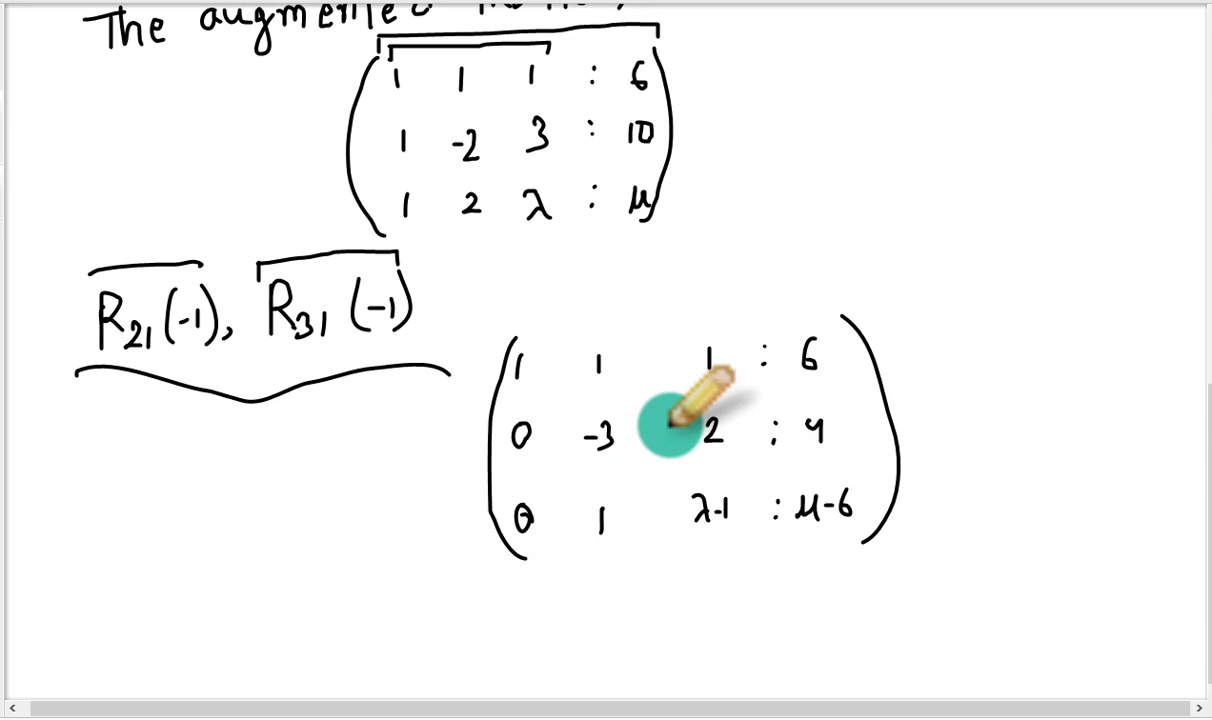 The augmented
1 1 1 : 6
1 -2 3 : 10
1 2 λ : μ
R21(-1), R31(-1)
1 1 1 : 6
0 -3 2 : 4
0 1 λ-1 : μ-6